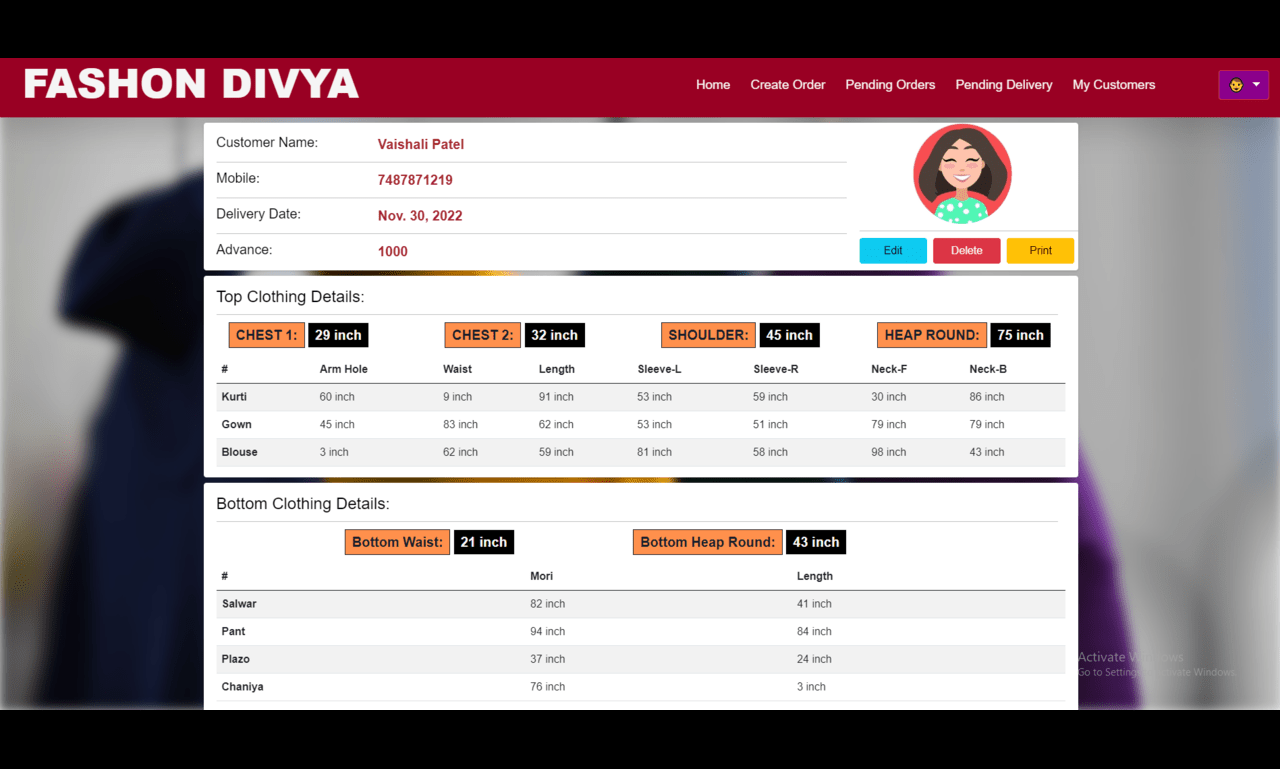 FASHON DIVYA
Home Create Order Pending Orders Pending Delivery My Customers
Customer Name: Vaishali Patel
Mobile: 7487871219
Delivery Date: Nov. 30, 2022
Advance: 1000
Edit Delete Print
Top Clothing Details:
CHEST 1: 29 inch CHEST 2: 32 inch SHOULDER: 45 inch HEAP ROUND: 75 inch
# Arm Hole Waist Length Sleeve-L Sleeve-R Neck-F Neck-B
Kurti 60 inch 9 inch 91 inch 53 inch 59 inch 30 inch 86 inch
Gown 45 inch 83 inch 62 inch 53 inch 51 inch 79 inch 79 inch
Blouse 3 inch 62 inch 59 inch 81 inch 58 inch 98 inch 43 inch
Bottom Clothing Details:
Bottom Waist: 21 inch Bottom Heap Round: 43 inch
# Mori Length
Salwar 82 inch 41 inch
Pant 94 inch 84 inch
Plazo 37 inch 24 inch
Chaniya 76 inch 3 inch
Activate Windows
Go to Settings to activate Windows.